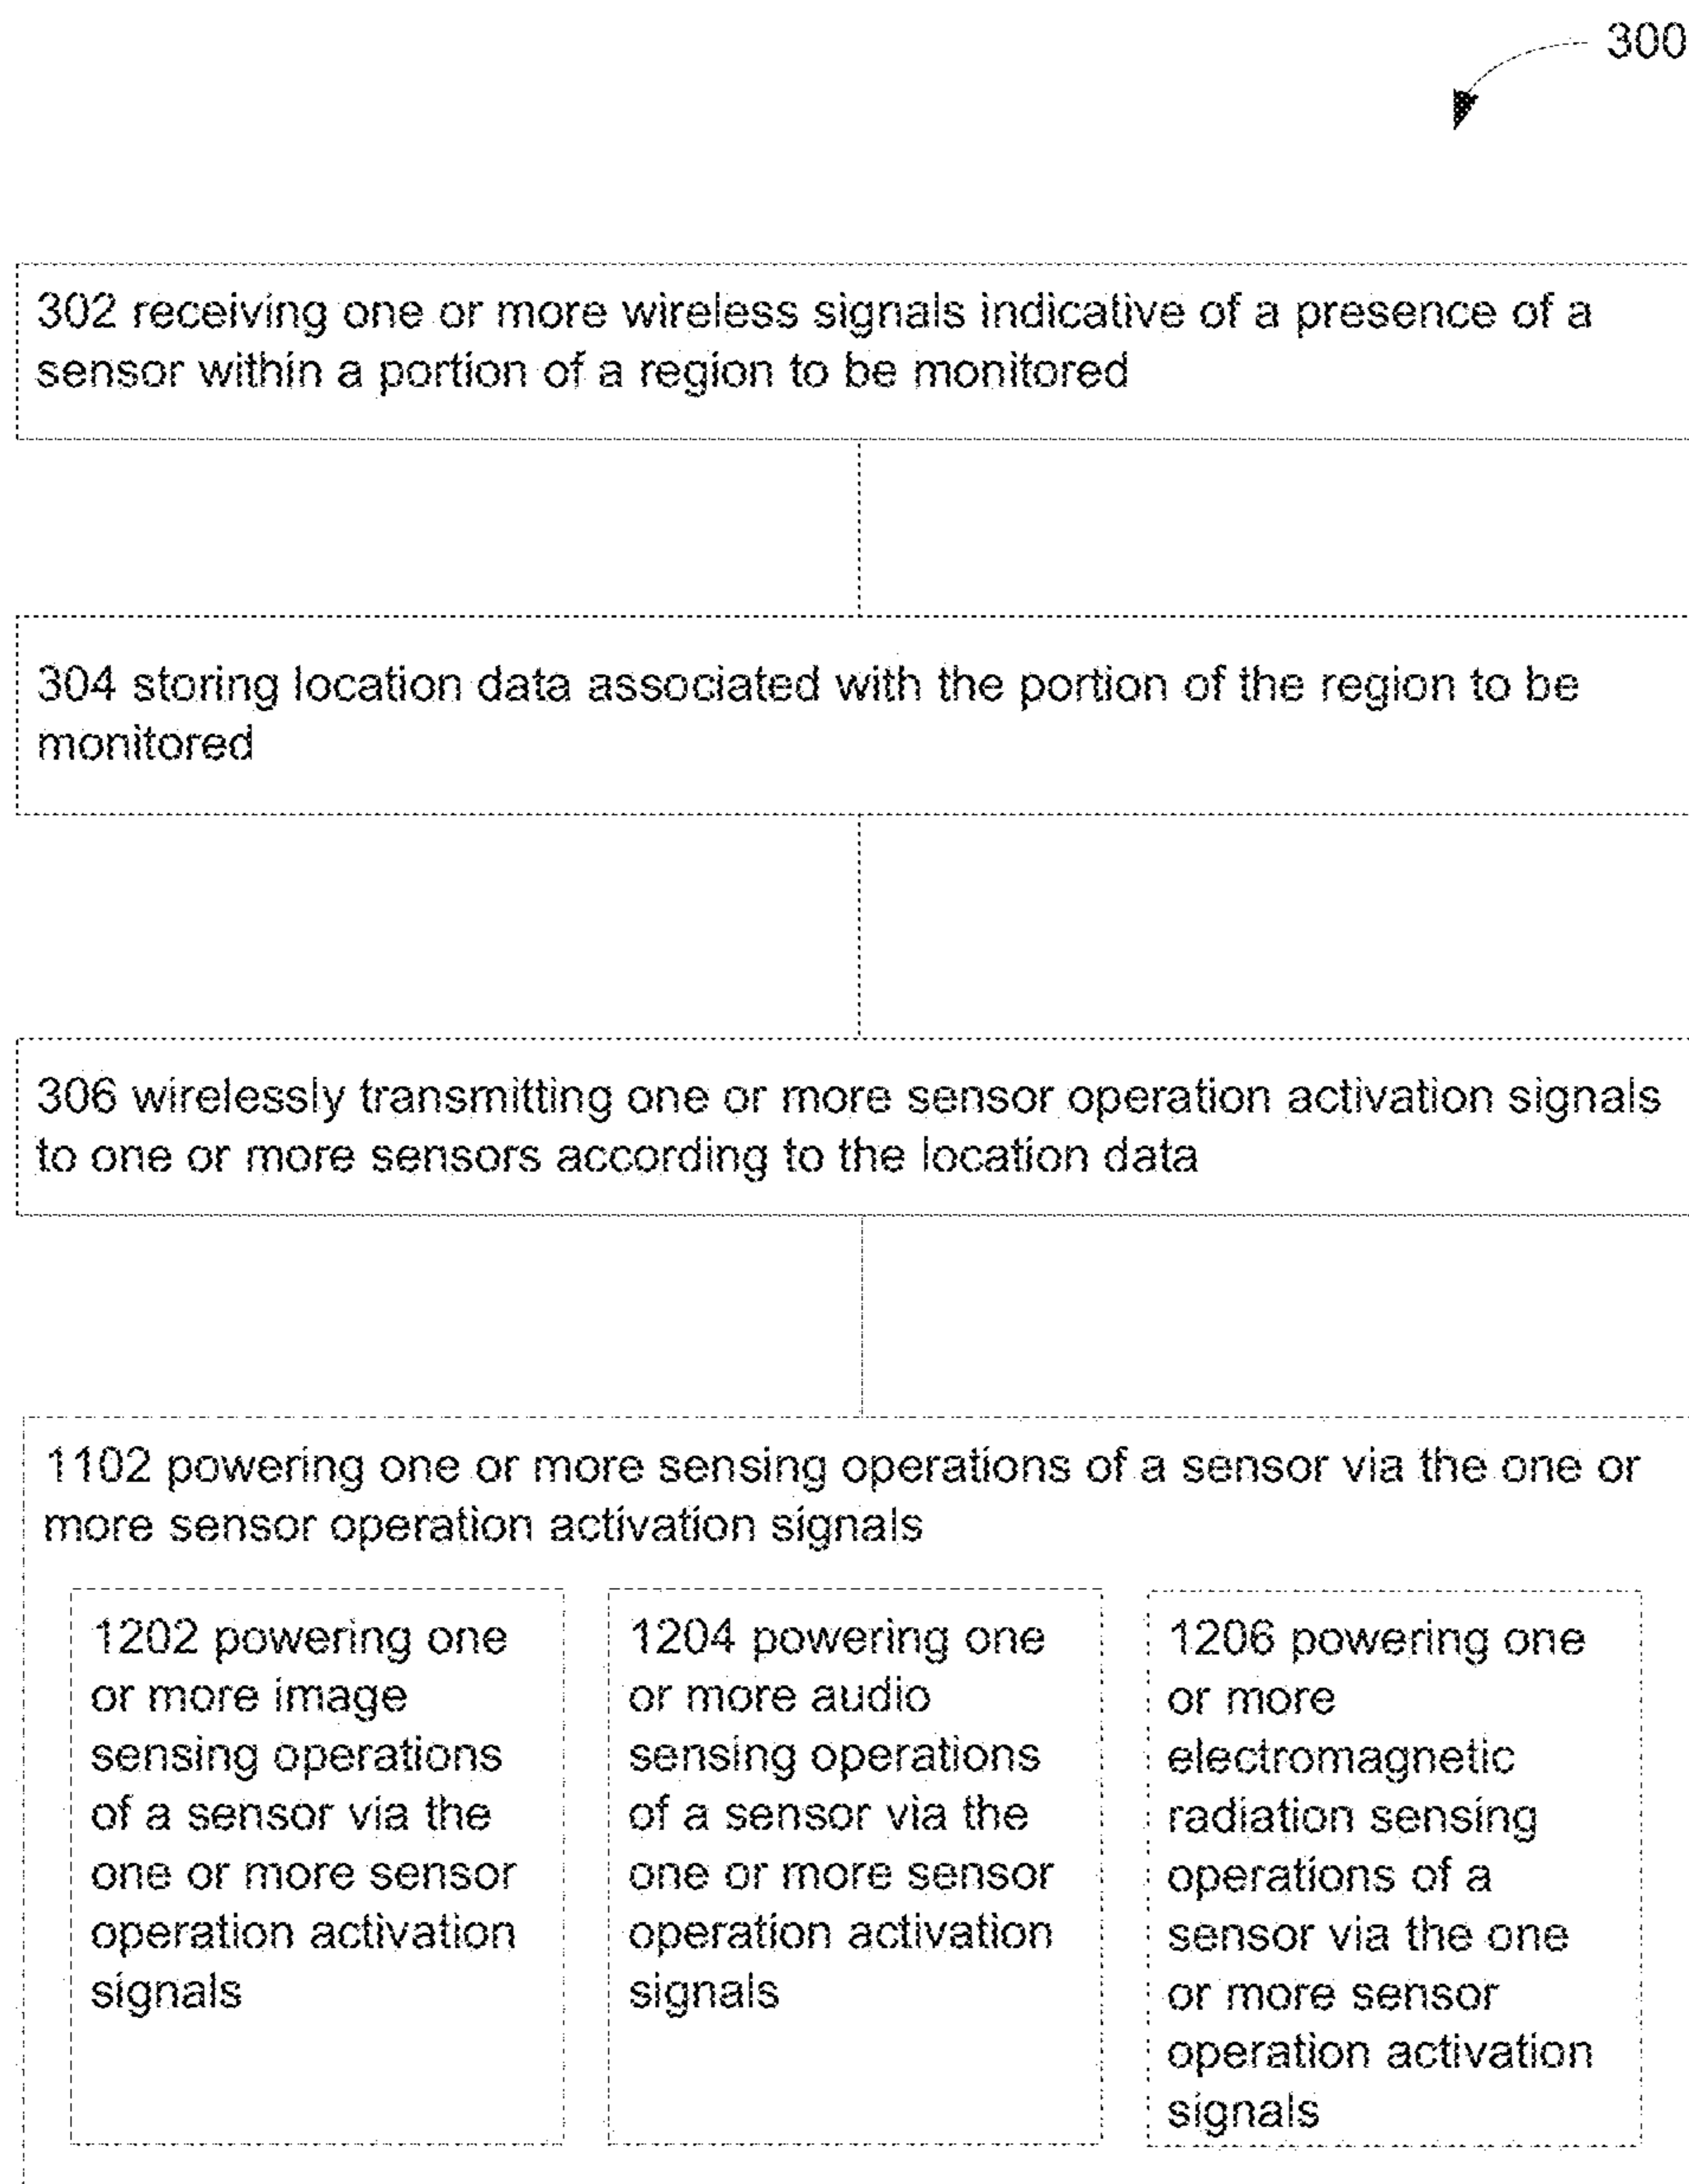 300
302 receiving one or more wireless signals indicative of a presence of a
sensor within a portion of a region to be monitored
304 storing location data associated with the portion of the region to be
monitored
306 wirelessly transmitting one or more sensor operation activation signals
to one or more sensors according to the location data
1102 powering one or more sensing operations of a sensor via the one or
more sensor operation activation signals
1202 powering one
or more image
sensing operations
of a sensor via the
one or more sensor
operation activation
signals
1204 powering one
or more audio
sensing operations
of a sensor via the
one or more sensor
operation activation
signals
1206 powering one
or more
electromagnetic
radiation sensing
operations of a
sensor via the one
or more sensor
operation activation
signals